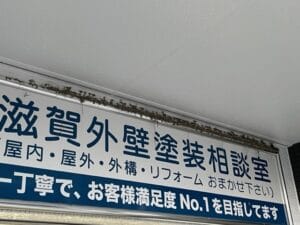 滋賀外壁塗装相談室
（屋内・屋外・外構・リフォーム おまかせ下さい）
一丁寧で、お客様満足度 No.1を目指してます